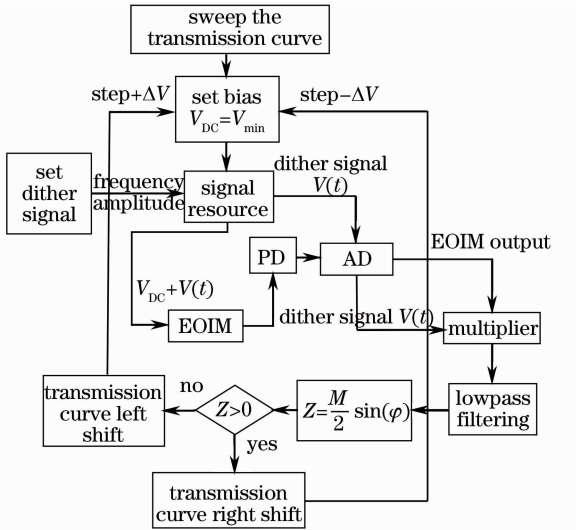 sweep the
transmission curve
step+ΔV
set bias
V_DC=V_min
step−ΔV
set
dither
signal
frequency
amplitude
signal
resource
dither signal
V(t)
PD
AD
EOIM output
V_DC+V(t)
EOIM
dither signal V(t)
multiplier
lowpass
filtering
Z=M/2 sin(φ)
Z>0
no
yes
transmission
curve left
shift
transmission
curve right shift